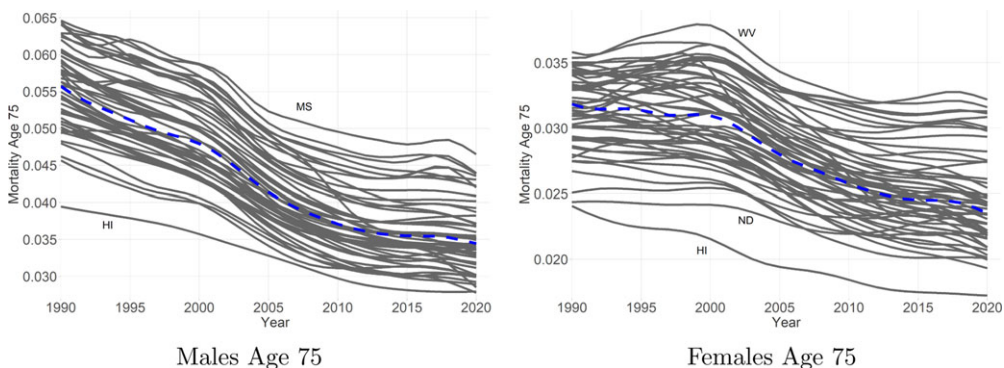 0.065
0.060
0.055
0.050
0.045
0.040
0.035
0.030
Mortality Age 75
MS
HI
1990 1995 2000 2005 2010 2015 2020
Year
Males Age 75
0.035
0.030
0.025
0.020
Mortality Age 75
WV
ND
HI
1990 1995 2000 2005 2010 2015 2020
Year
Females Age 75